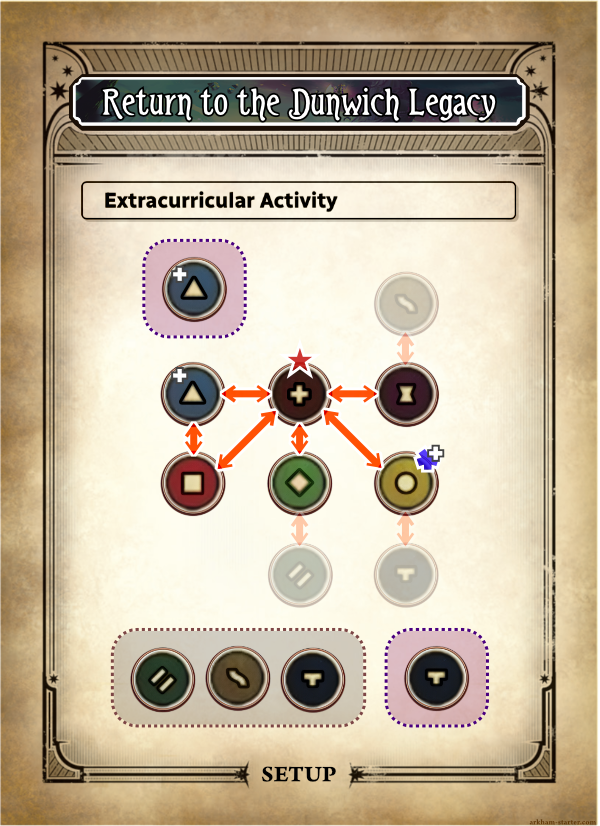 Return to the Dunwich Legacy
Extracurricular Activity
SETUP
arkham-starter.com